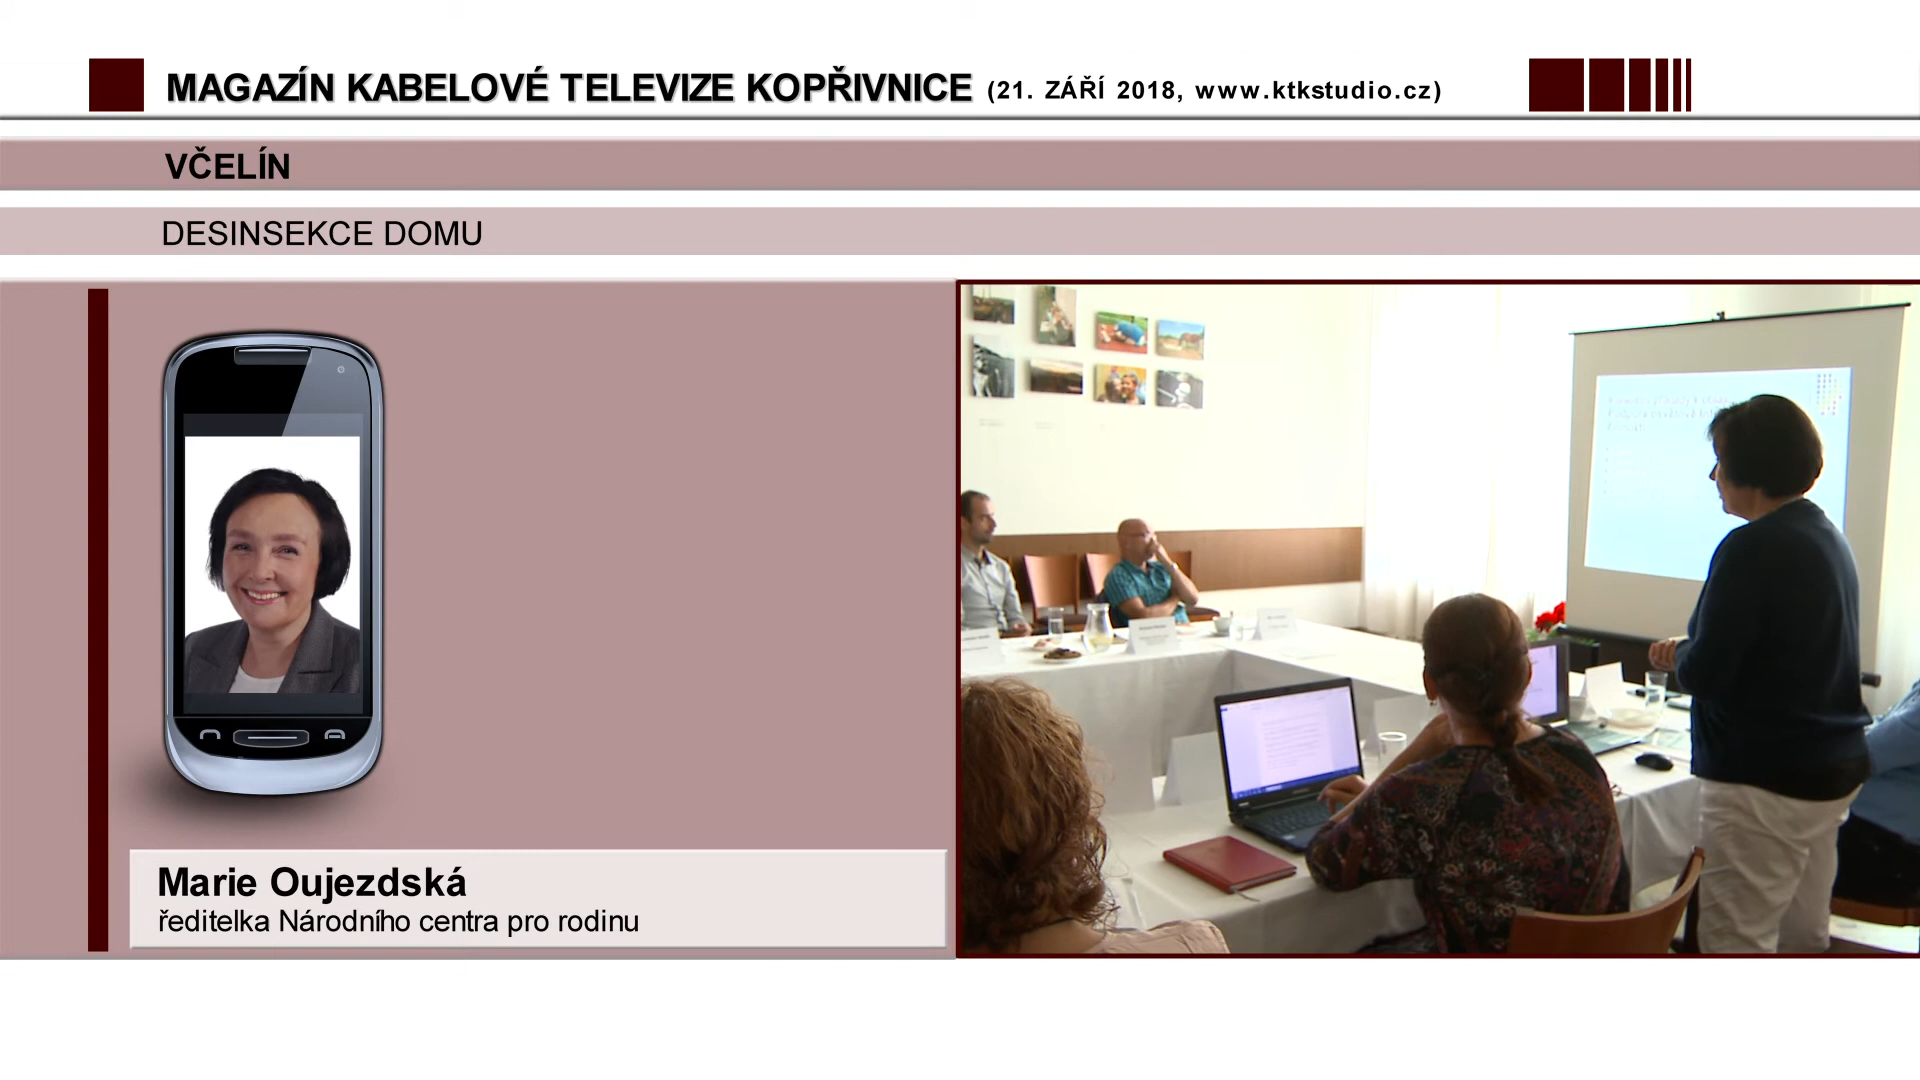 MAGAZÍN KABELOVÉ TELEVIZE KOPŘIVNICE (21. ZÁŘÍ 2018, www.ktkstudio.cz)
VČELÍN
DESINSEKCE DOMU
Marie Oujezdská
ředitelka Národního centra pro rodinu